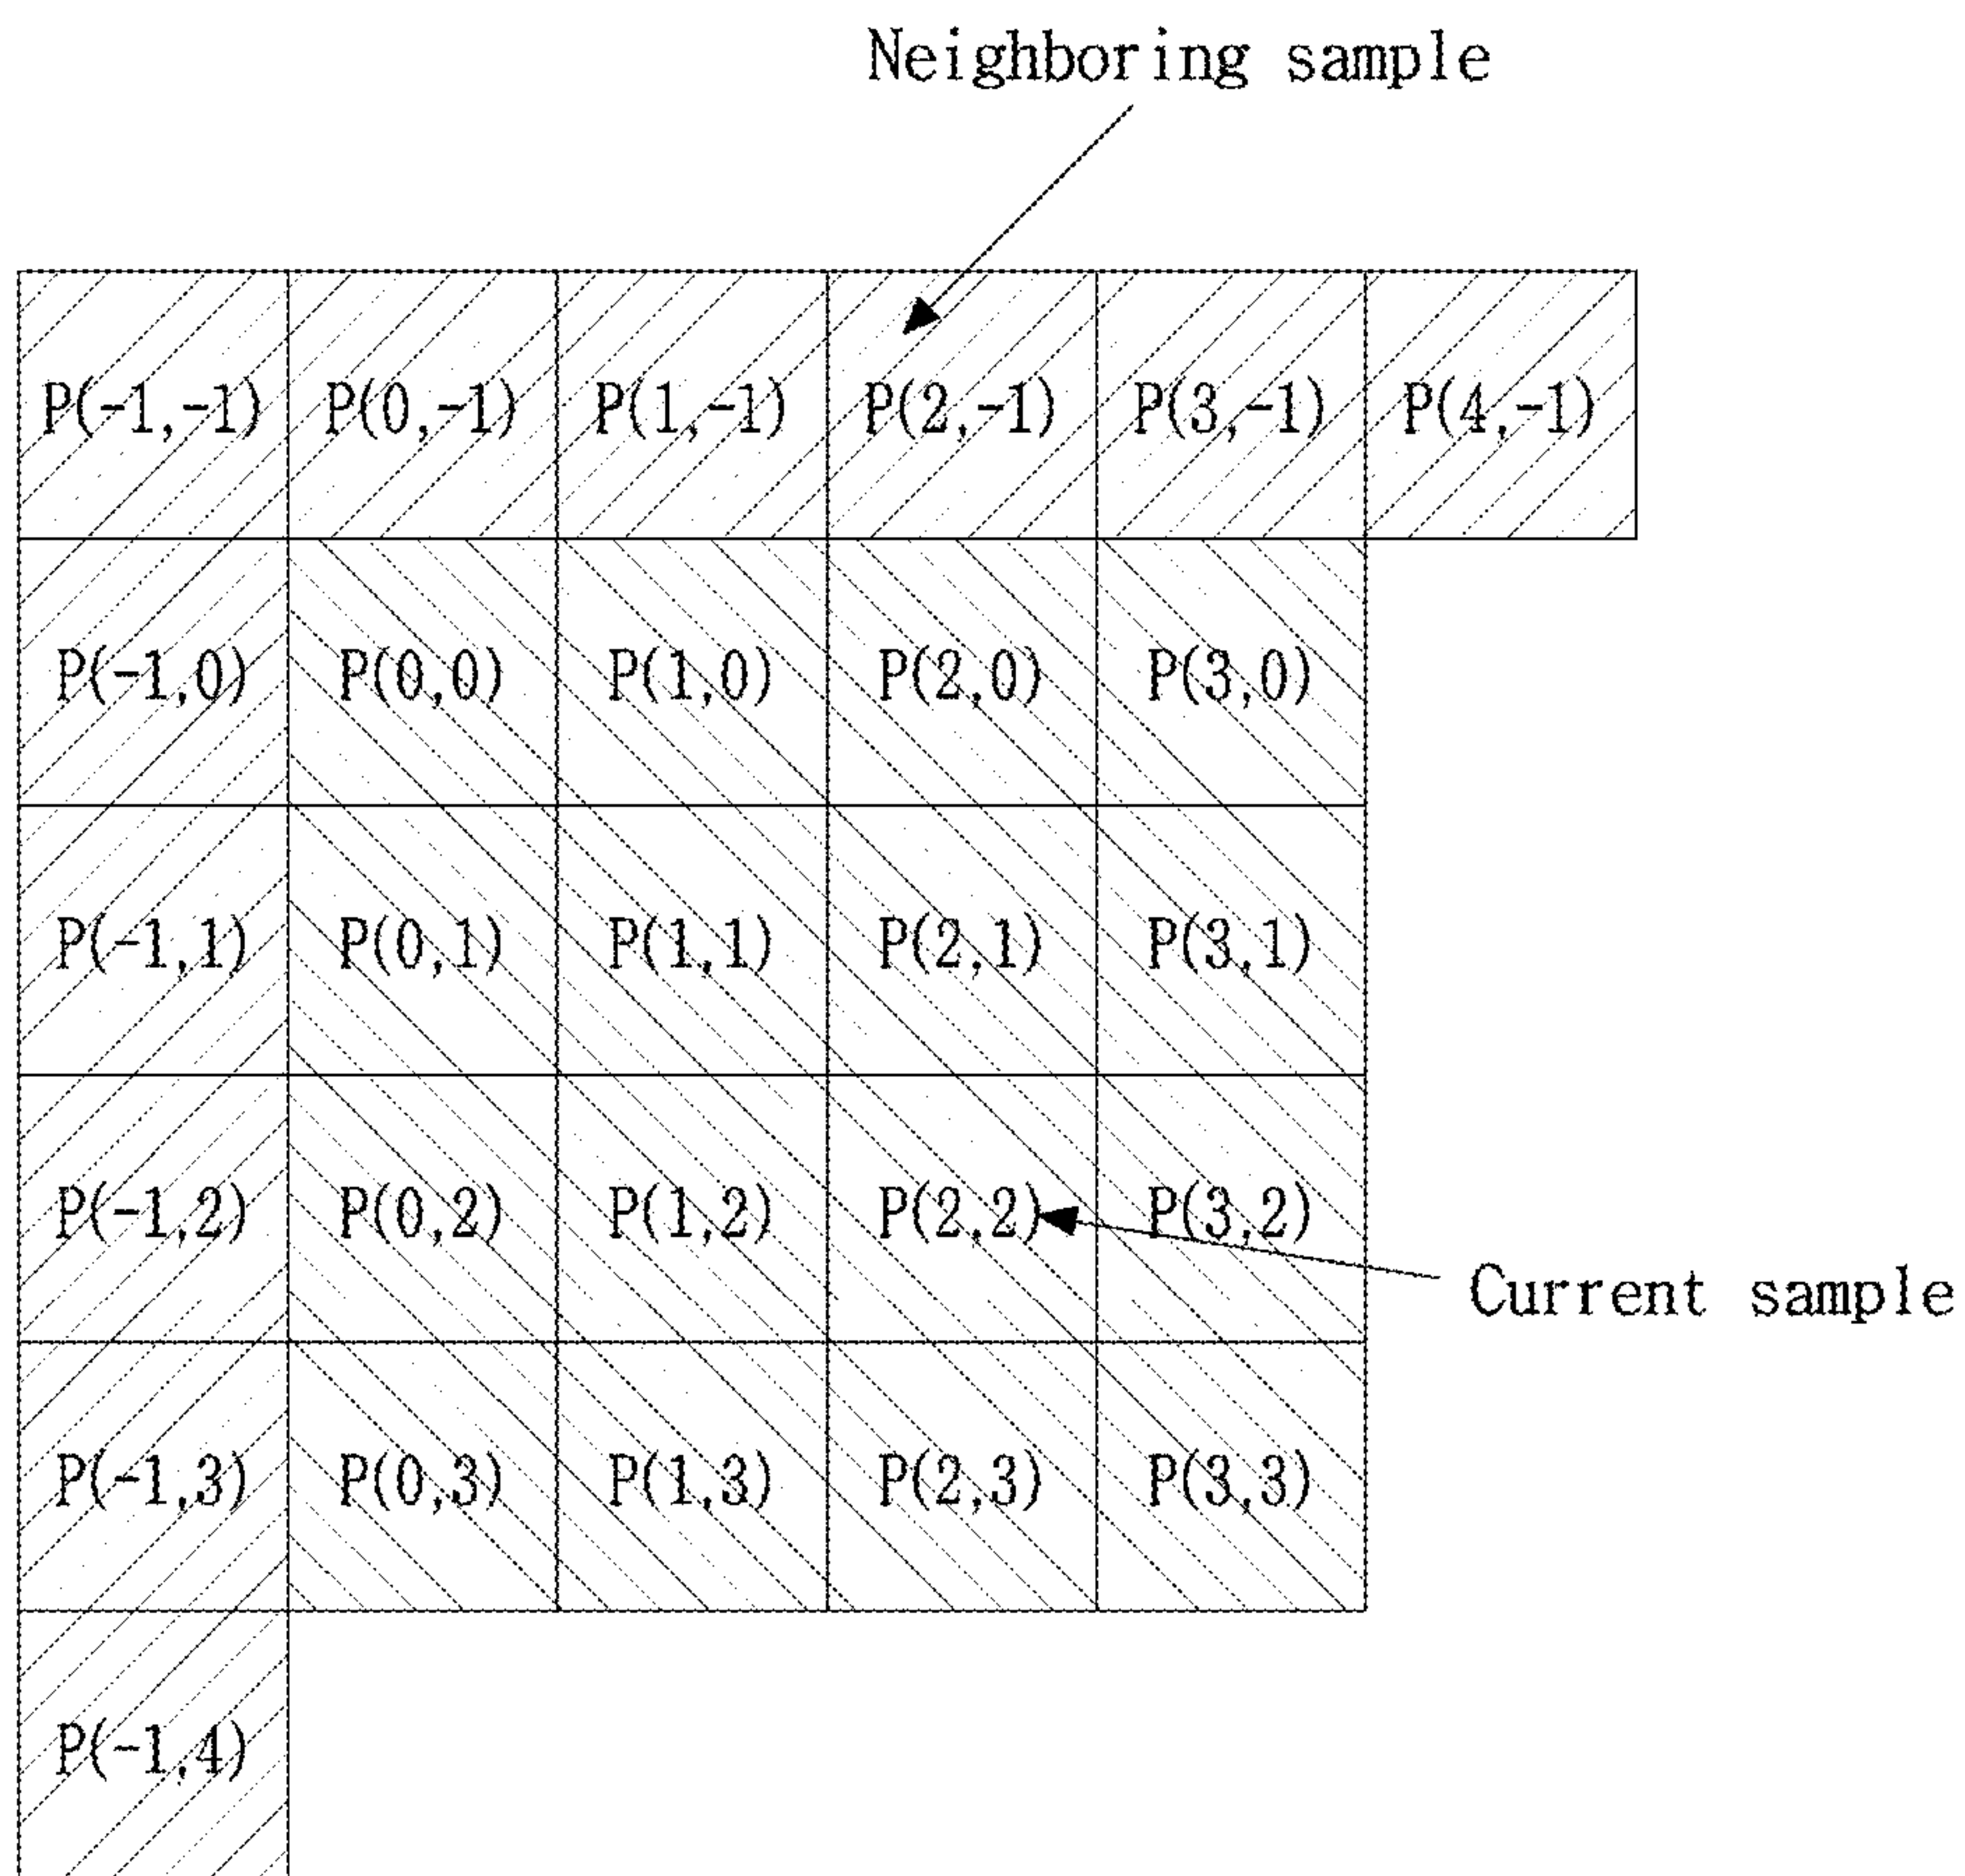 Neighboring sample
P(-1,-1) P(0,-1) P(1,-1) P(2,-1) P(3,-1) P(4,-1)
P(-1,0) P(0,0) P(1,0) P(2,0) P(3,0)
P(-1,1) P(0,1) P(1,1) P(2,1) P(3,1)
P(-1,2) P(0,2) P(1,2) P(2,2) P(3,2)
Current sample
P(-1,3) P(0,3) P(1,3) P(2,3) P(3,3)
P(-1,4)